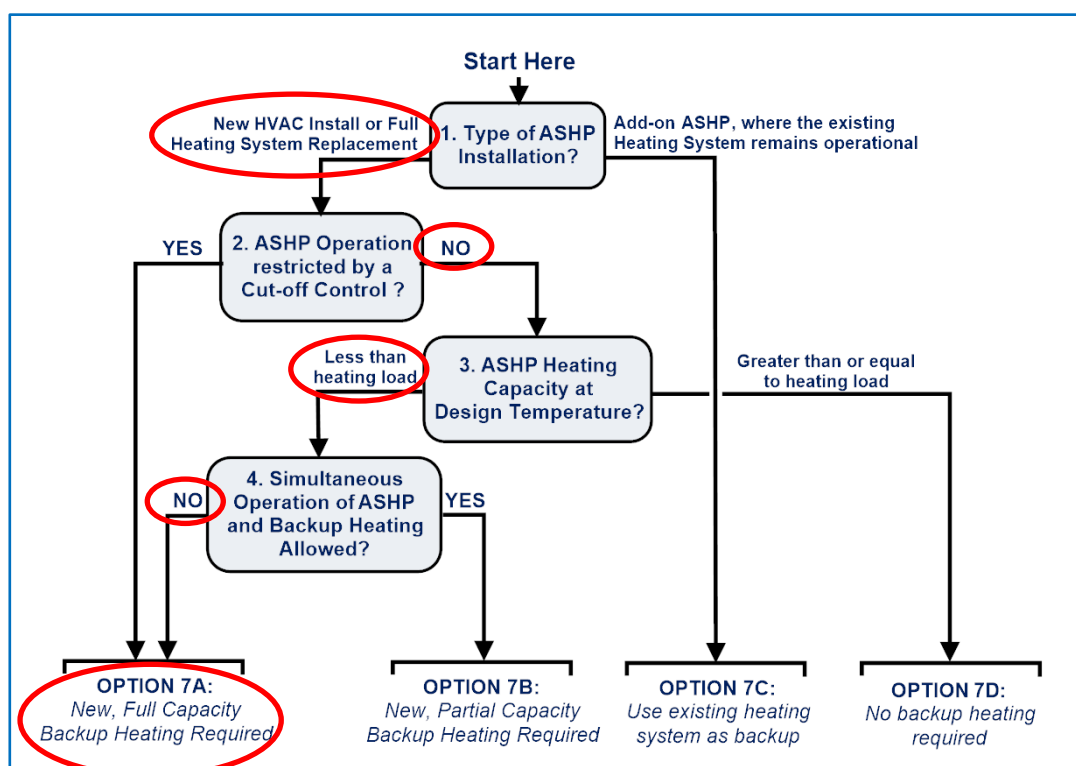 Start Here
New HVAC Install or Full
Heating System Replacement
1. Type of ASHP
Installation?
Add-on ASHP, where the existing
Heating System remains operational
YES
2. ASHP Operation
restricted by a
Cut-off Control ?
NO
Less than
heating load
3. ASHP Heating
Capacity at
Design Temperature?
Greater than or equal
to heating load
NO
4. Simultaneous
Operation of ASHP
and Backup Heating
Allowed?
YES
OPTION 7A:
New, Full Capacity
Backup Heating Required
OPTION 7B:
New, Partial Capacity
Backup Heating Required
OPTION 7C:
Use existing heating
system as backup
OPTION 7D:
No backup heating
required